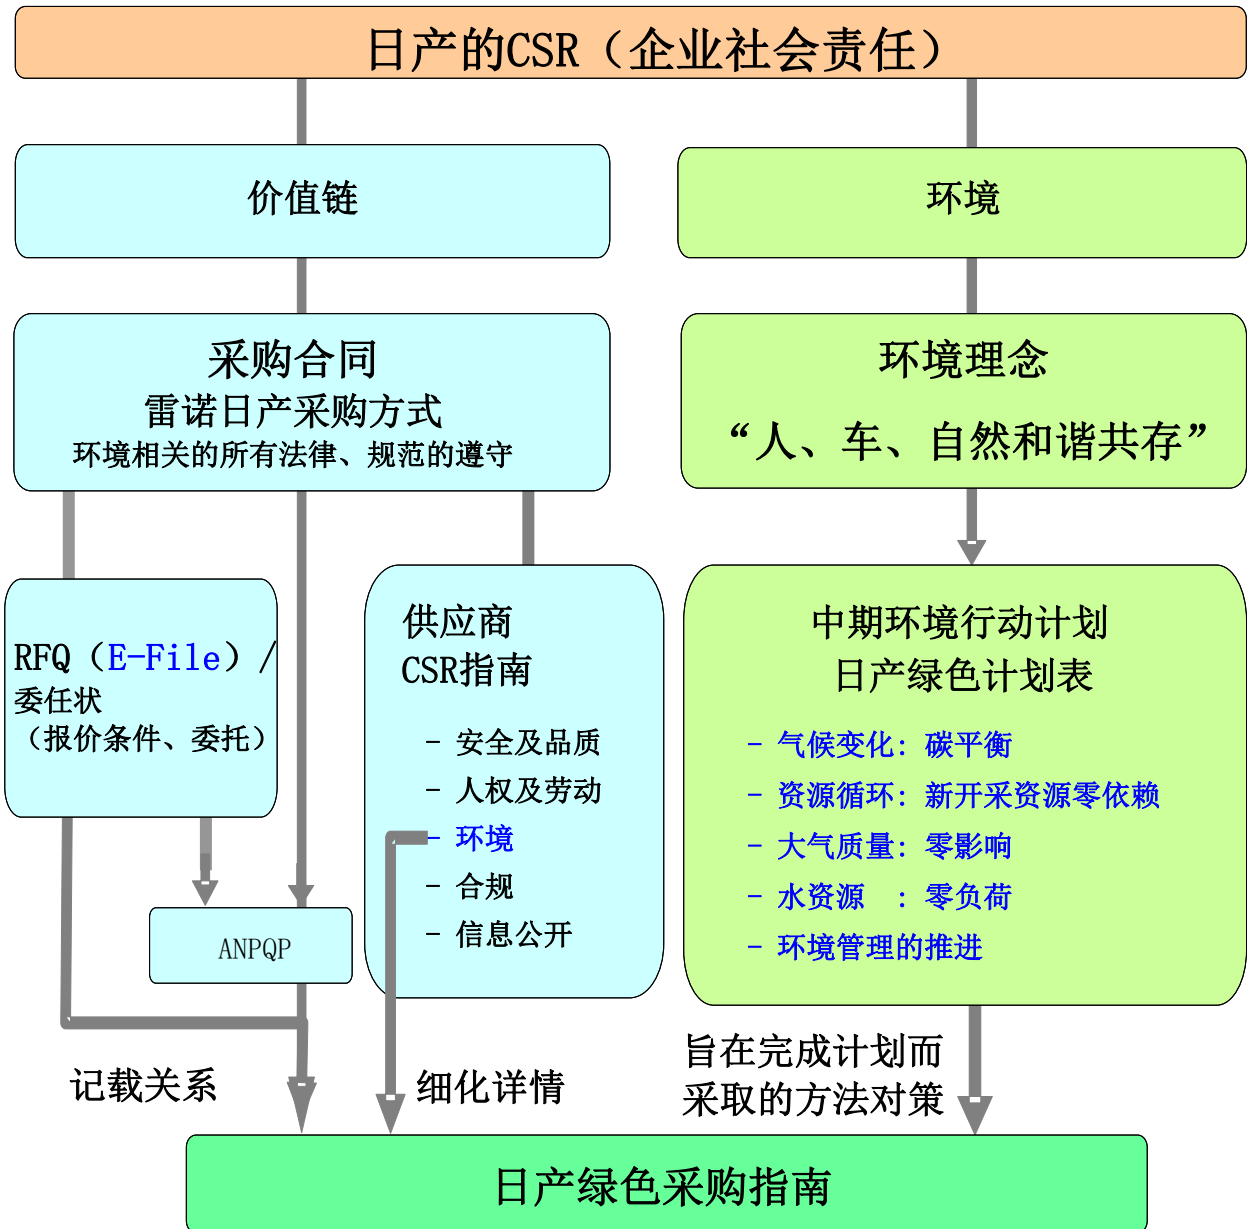 日产的CSR（企业社会责任）
价值链
环境
采购合同
雷诺日产采购方式
环境相关的所有法律、规范的遵守
环境理念
“人、车、自然和谐共存”
RFQ（E-File）/
委任状
（报价条件、委托）
供应商
CSR指南
- 安全及品质
- 人权及劳动
- 环境
- 合规
- 信息公开
中期环境行动计划
日产绿色计划表
- 气候变化: 碳平衡
- 资源循环: 新开采资源零依赖
- 大气质量: 零影响
- 水资源 : 零负荷
- 环境管理的推进
ANPQP
记载关系
细化详情
旨在完成计划而
采取的方法对策
日产绿色采购指南